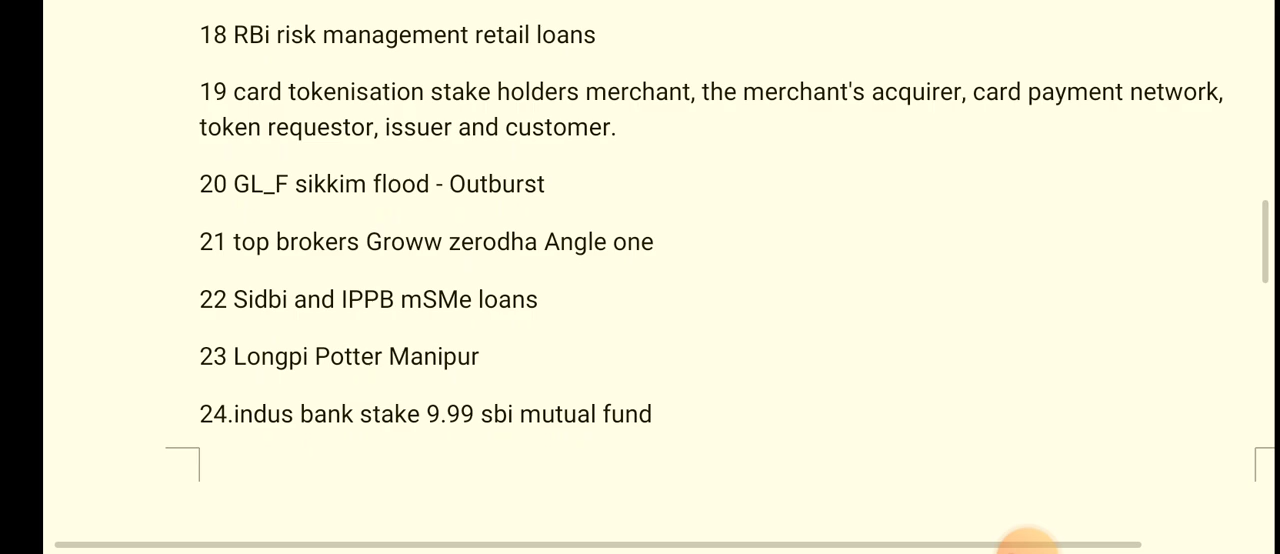 18 RBi risk management retail loans
19 card tokenisation stake holders merchant, the merchant's acquirer, card payment network,
token requestor, issuer and customer.
20 GL_F sikkim flood - Outburst
21 top brokers Groww zerodha Angle one
22 Sidbi and IPPB mSMe loans
23 Longpi Potter Manipur
24.indus bank stake 9.99 sbi mutual fund